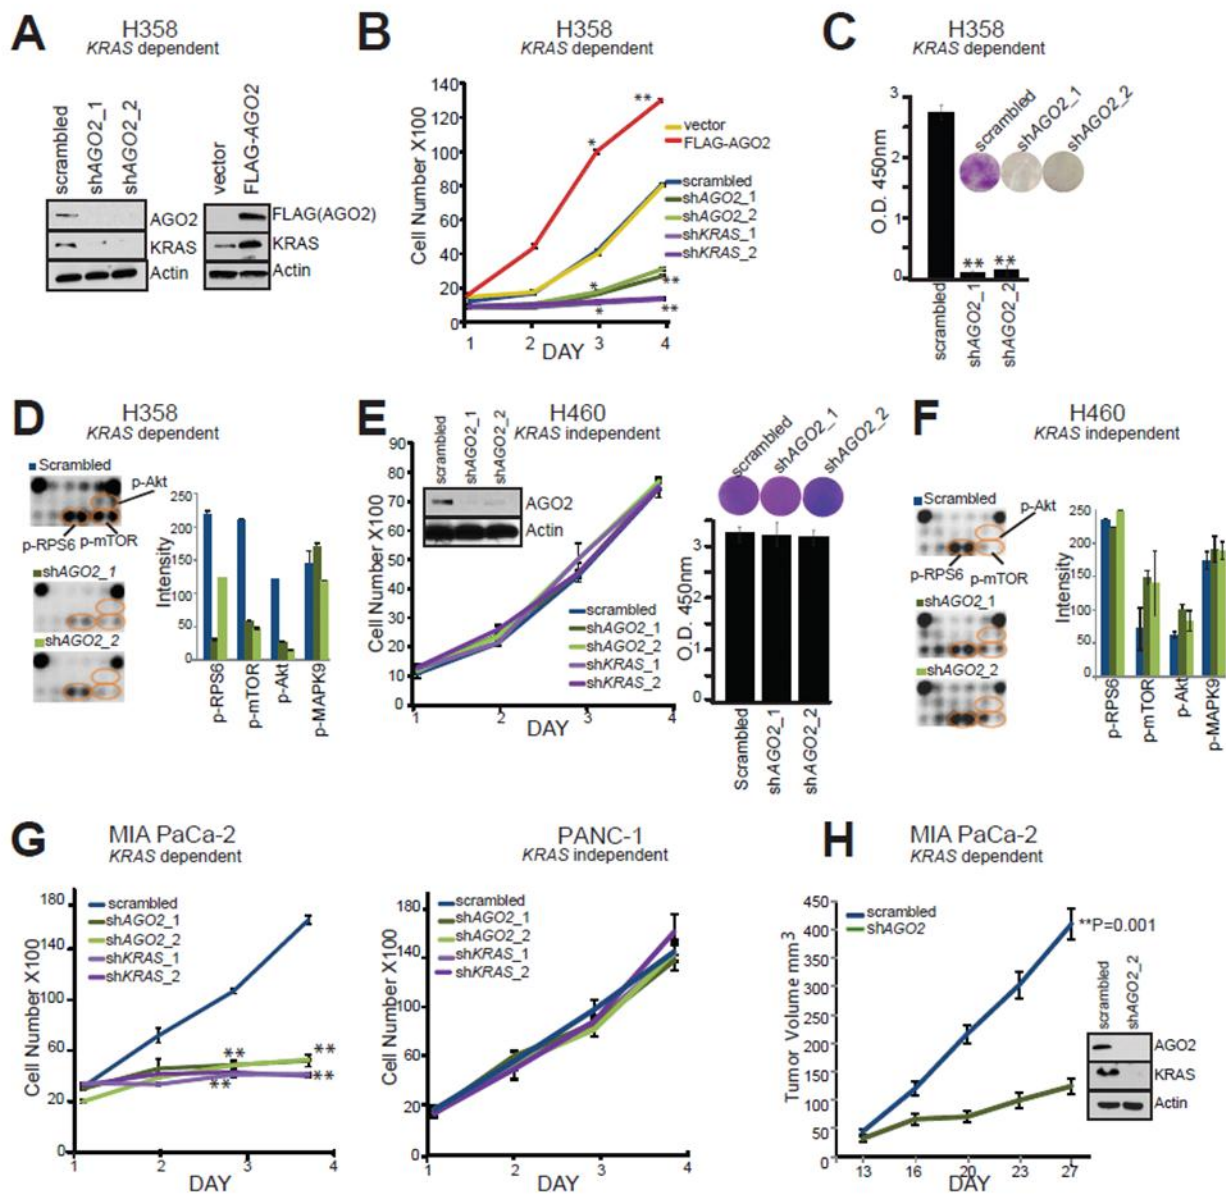 A
H358
KRAS dependent
scrambled
shAGO2_1
shAGO2_2
AGO2
KRAS
Actin
vector
FLAG-AGO2
FLAG(AGO2)
KRAS
Actin
B
H358
KRAS dependent
Cell Number X100
140
120
100
80
60
40
20
0
1
2
3
4
DAY
**
*
*
**
*
**
vector
FLAG-AGO2
scrambled
shAGO2_1
shAGO2_2
shKRAS_1
shKRAS_2
C
H358
KRAS dependent
O.D. 450nm
3
2
1
0
scrambled
shAGO2_1
shAGO2_2
**
**
scrambled
shAGO2_1
shAGO2_2
D
H358
KRAS dependent
Scrambled
p-Akt
p-RPS6
p-mTOR
shAGO2_1
shAGO2_2
Intensity
250
200
150
100
50
0
p-RPS6
p-mTOR
p-Akt
p-MAPK9
E
H460
KRAS independent
Cell Number X100
90
80
70
60
50
40
30
20
10
0
1
2
3
4
DAY
scrambled
shAGO2_1
shAGO2_2
AGO2
Actin
scrambled
shAGO2_1
shAGO2_2
shKRAS_1
shKRAS_2
scrambled
shAGO2_1
shAGO2_2
O.D. 450nm
3
2
1
0
Scrambled
shAGO2_1
shAGO2_2
F
H460
KRAS independent
Scrambled
p-Akt
p-RPS6
p-mTOR
shAGO2_1
shAGO2_2
Intensity
250
200
150
100
50
0
p-RPS6
p-mTOR
p-Akt
p-MAPK9
G
MIA PaCa-2
KRAS dependent
Cell Number X100
180
140
100
60
20
0
1
2
3
4
DAY
scrambled
shAGO2_1
shAGO2_2
shKRAS_1
shKRAS_2
**
**
**
**
PANC-1
KRAS independent
Cell Number X100
180
140
100
60
20
0
1
2
3
4
DAY
scrambled
shAGO2_1
shAGO2_2
shKRAS_1
shKRAS_2
H
MIA PaCa-2
KRAS dependent
Tumor Volume mm3
450
400
350
300
250
200
150
100
50
0
13
16
20
23
27
DAY
scrambled
shAGO2
**P=0.001
scrambled
shAGO2_2
AGO2
KRAS
Actin